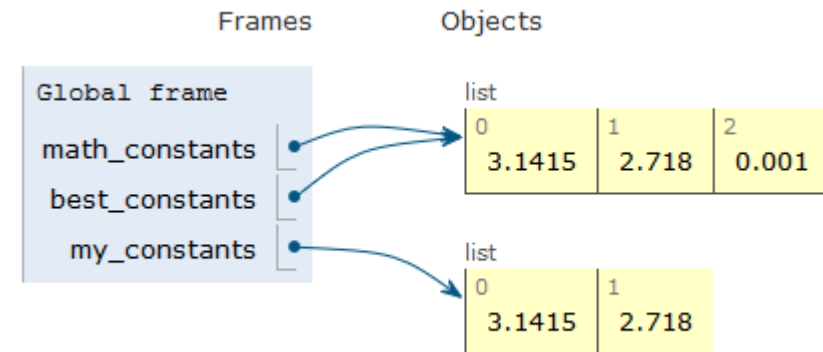 Frames Objects
Global frame
math_constants
best_constants
my_constants
list
0 1 2
3.1415 2.718 0.001
list
0 1
3.1415 2.718